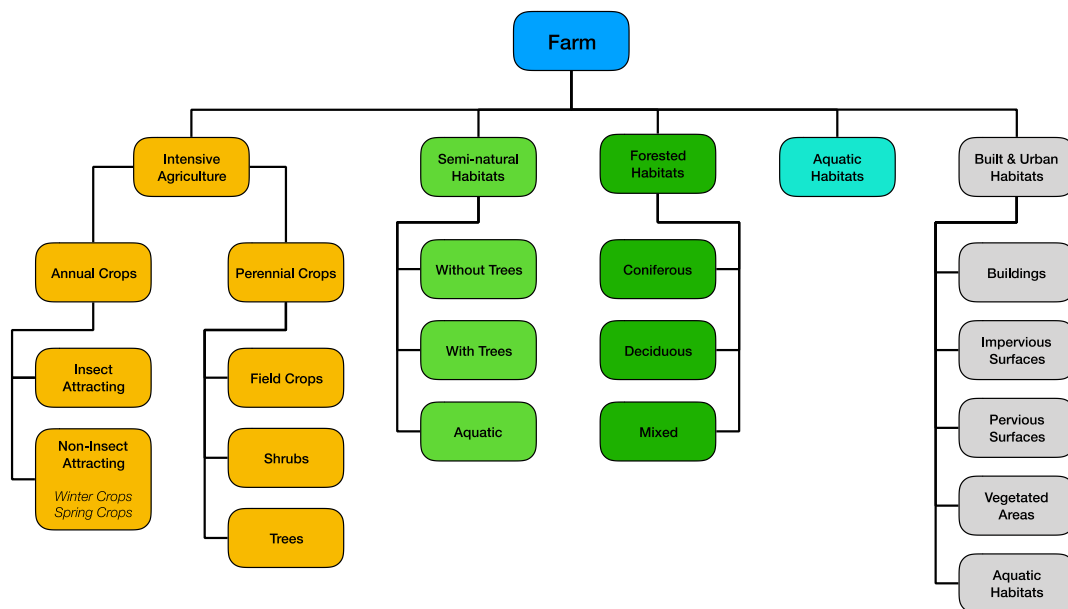 Farm
Intensive
Agriculture
Semi-natural
Habitats
Forested
Habitats
Aquatic
Habitats
Built & Urban
Habitats
Annual Crops
Perennial Crops
Without Trees
Coniferous
Buildings
Insect
Attracting
Field Crops
With Trees
Deciduous
Impervious
Surfaces
Non-Insect
Attracting
Winter Crops
Spring Crops
Shrubs
Aquatic
Mixed
Pervious
Surfaces
Trees
Vegetated
Areas
Aquatic
Habitats